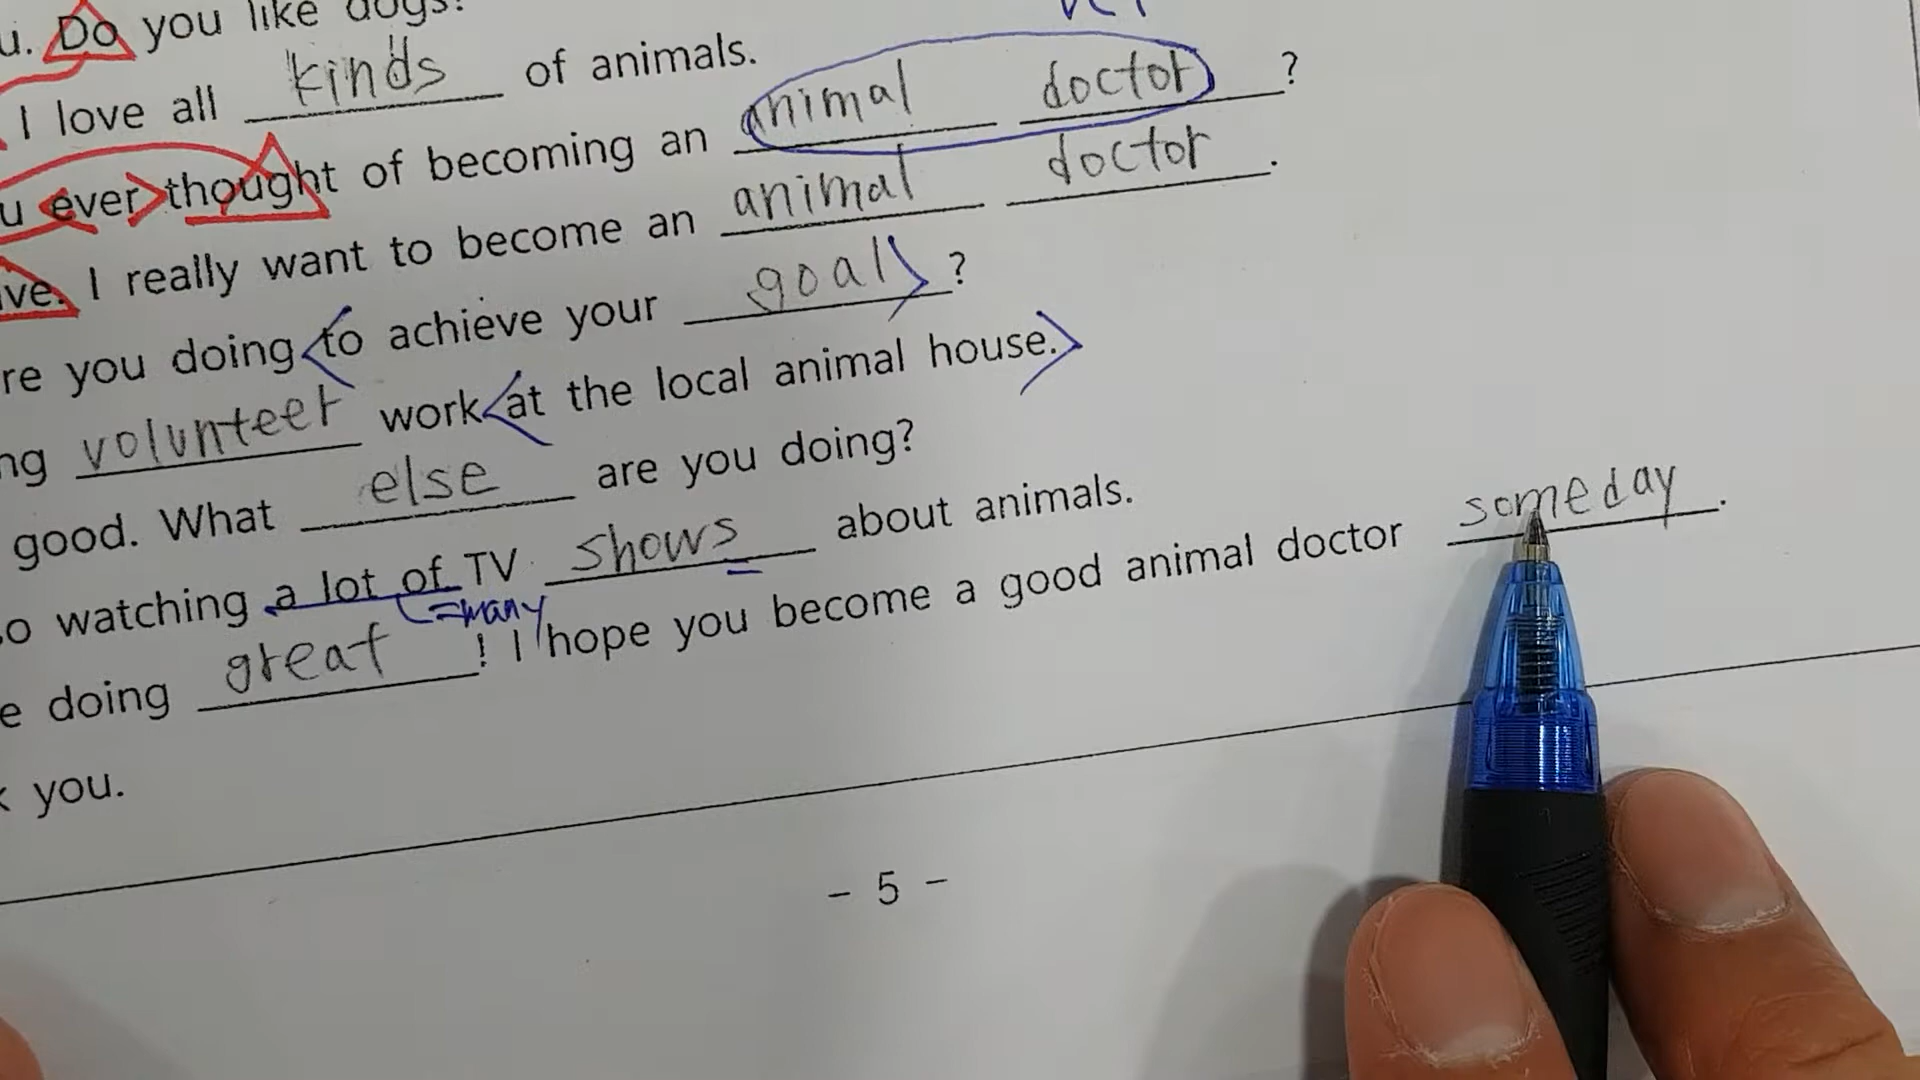 u. Do you like dogs?
I love all kinds of animals.
u ever thought of becoming an animal doctor ?
ve. I really want to become an animal doctor .
re you doing to achieve your goal ?
ng volunteer work at the local animal house.
good. What else are you doing?
o watching a lot of TV shows about animals.
=many
e doing great ! I hope you become a good animal doctor someday .
k you.
- 5 -